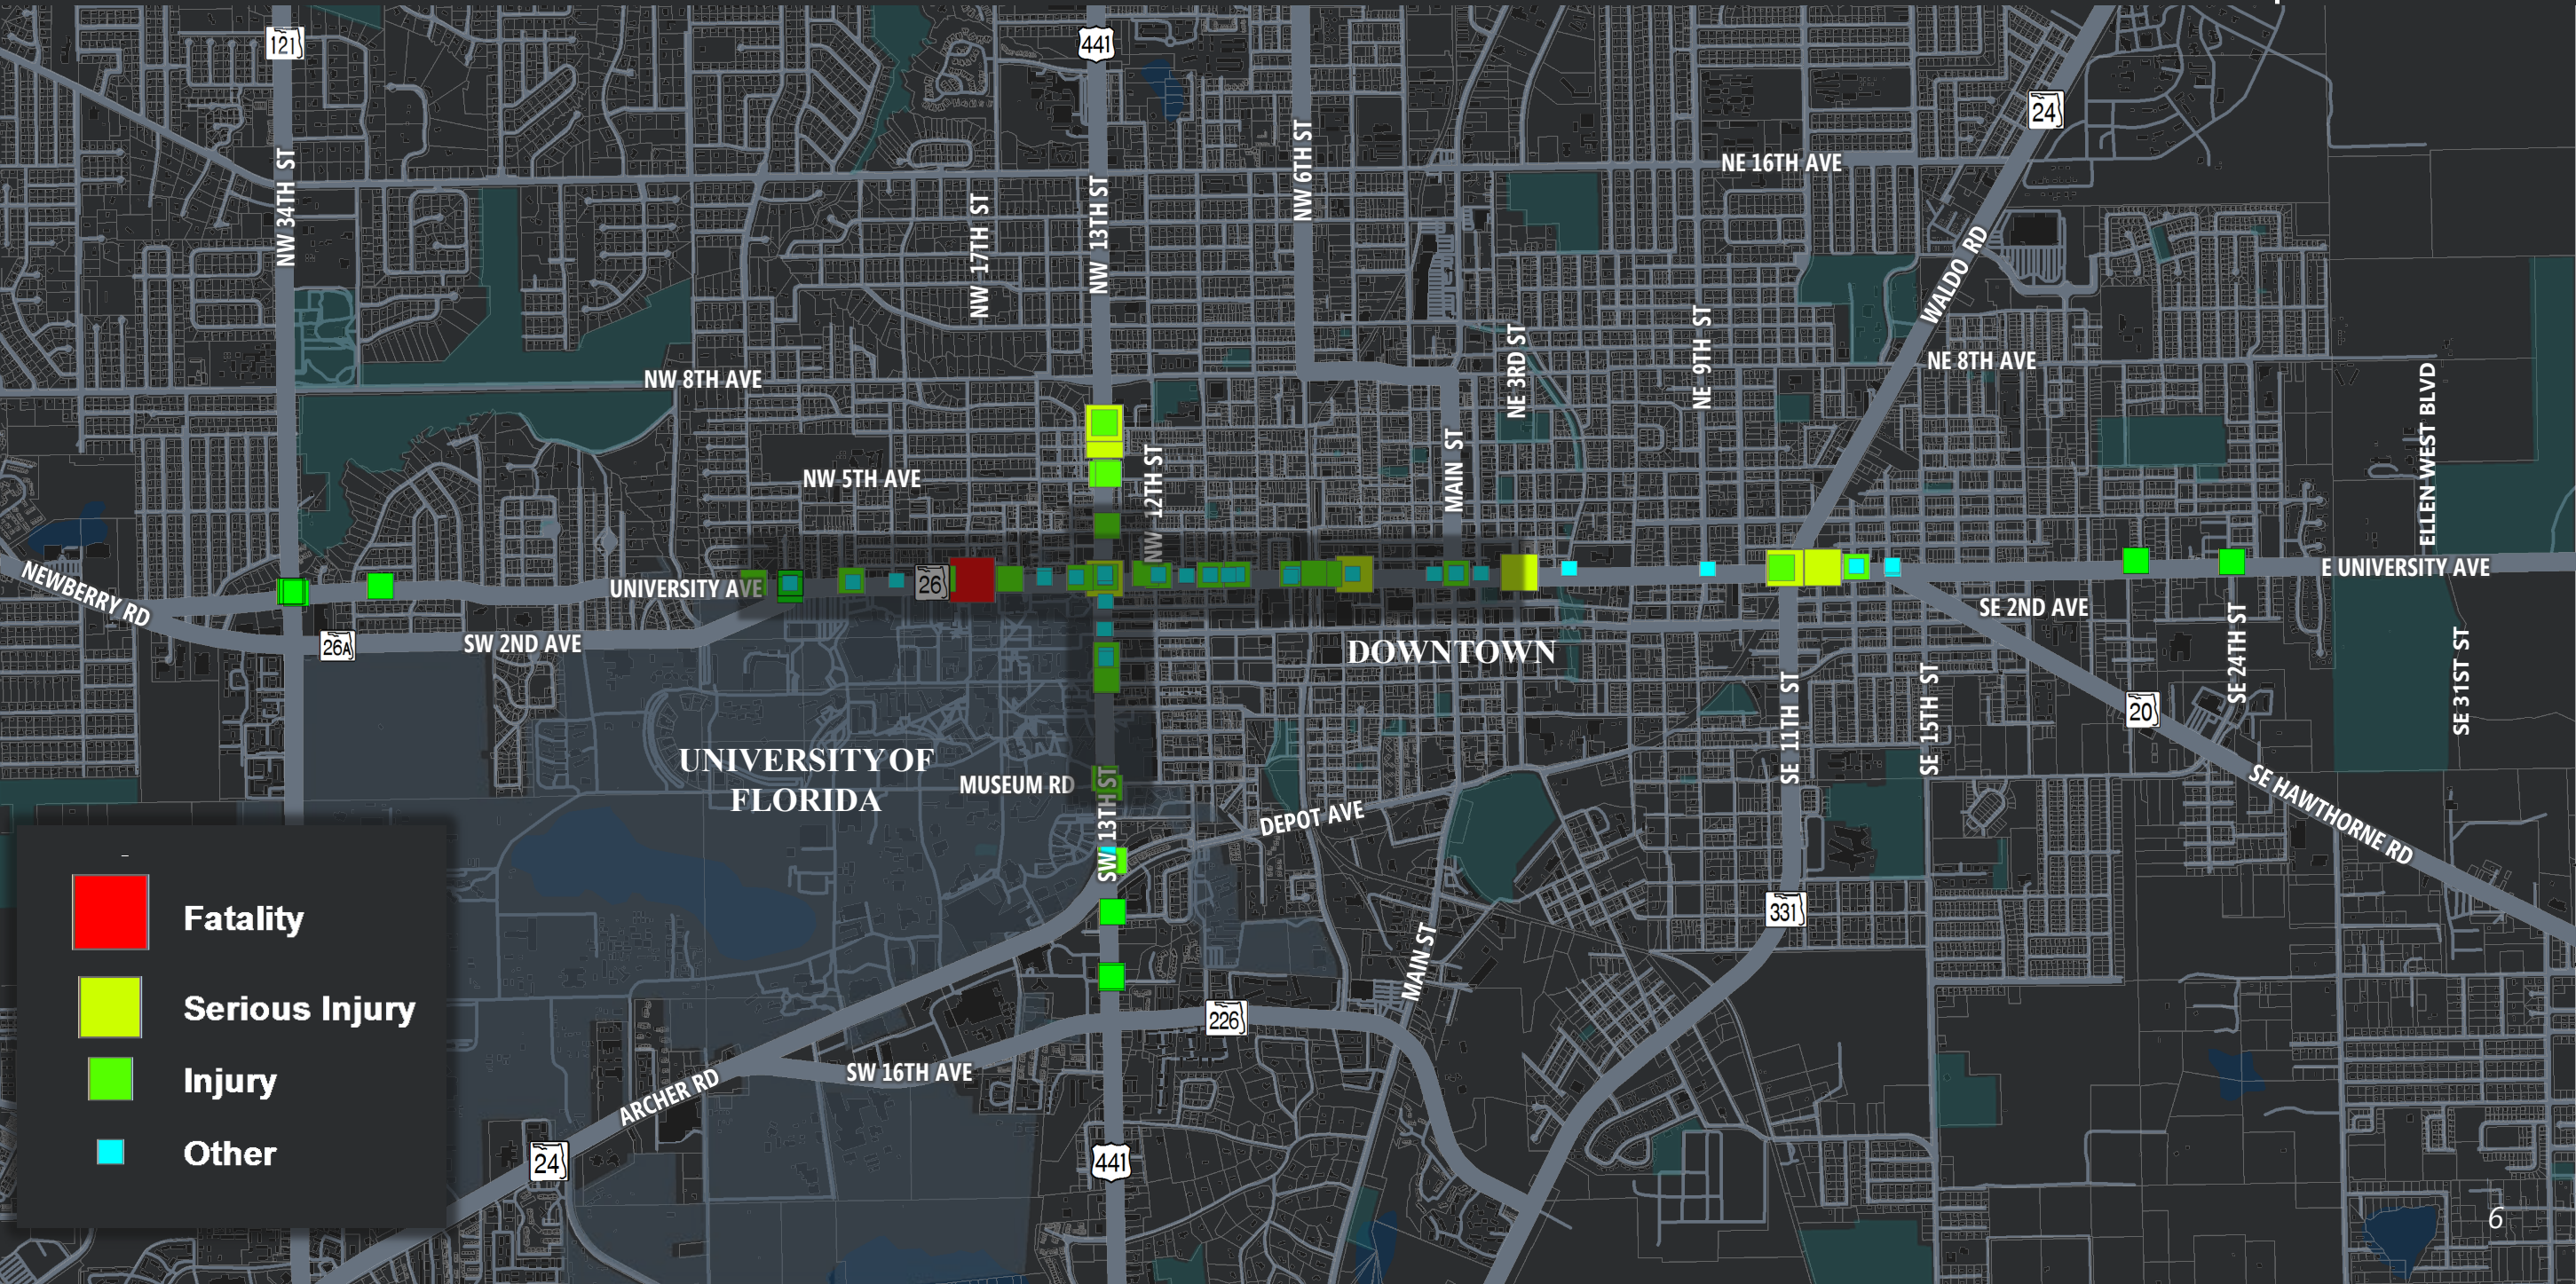 121
441
24
NW 34TH ST
NW 17TH ST
NW 13TH ST
NW 6TH ST
NE 16TH AVE
WALDO RD
NW 8TH AVE
NE 3RD ST
NE 9TH ST
NE 8TH AVE
NW 5TH AVE
NW 12TH ST
MAIN ST
ELLEN WEST BLVD
NEWBERRY RD
UNIVERSITY AVE
26
E UNIVERSITY AVE
26A
SW 2ND AVE
DOWNTOWN
SE 2ND AVE
SE 11TH ST
SE 15TH ST
20
SE 24TH ST
SE 31ST ST
UNIVERSITY OF
FLORIDA
MUSEUM RD
SW 13TH ST
DEPOT AVE
SE HAWTHORNE RD
331
MAIN ST
226
SW 16TH AVE
ARCHER RD
24
441
Fatality
Serious Injury
Injury
Other
6